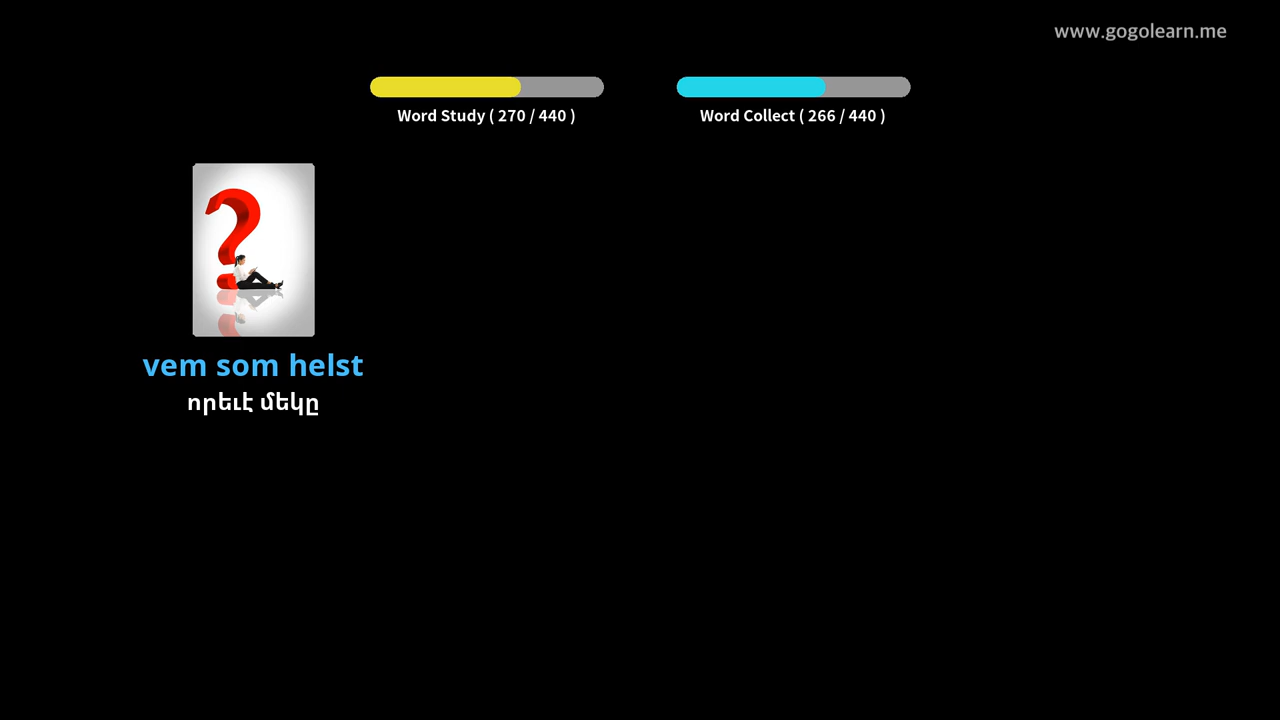 www.gogolearn.me
Word Study ( 270 / 440 )
Word Collect ( 266 / 440 )
vem som helst
որեւէ մեկը